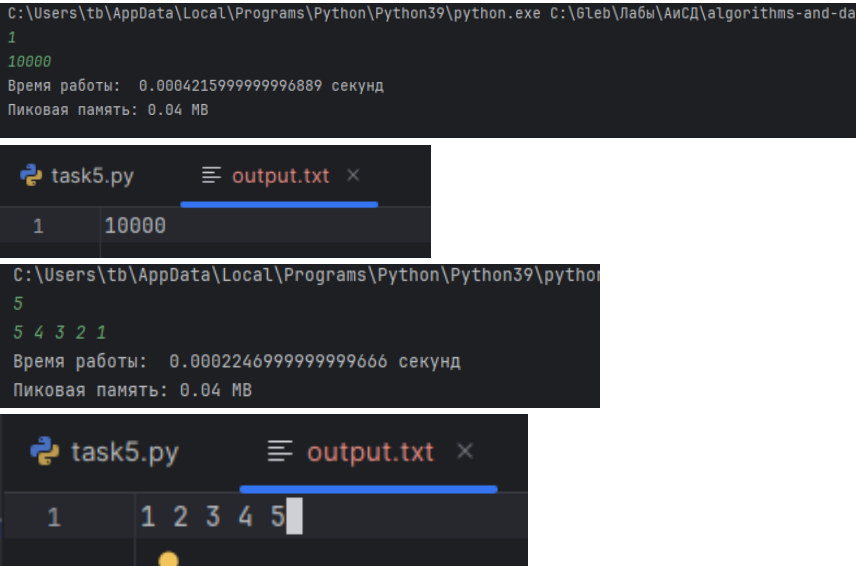 C:\Users\tb\AppData\Local\Programs\Python\Python39\python.exe C:\Gleb\Лабы\АиСД\algorithms-and-da
1
10000
Время работы:  0.0004215999999996889 секунд
Пиковая память: 0.04 MB
task5.py output.txt ×
1 10000
C:\Users\tb\AppData\Local\Programs\Python\Python39\python
5
5 4 3 2 1
Время работы:  0.0002246999999999666 секунд
Пиковая память: 0.04 MB
task5.py output.txt ×
1 1 2 3 4 5